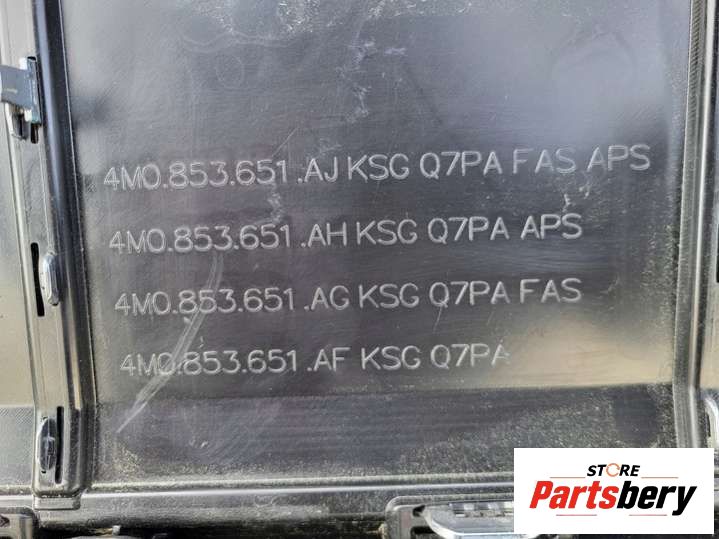 4M0.853.651 .AJ KSG Q7PA FAS APS
4M0.853.651 .AH KSG Q7PA APS
4M0.853.651 .AG KSG Q7PA FAS
4M0.853.651 .AF KSG Q7PA
STORE
Partsbery